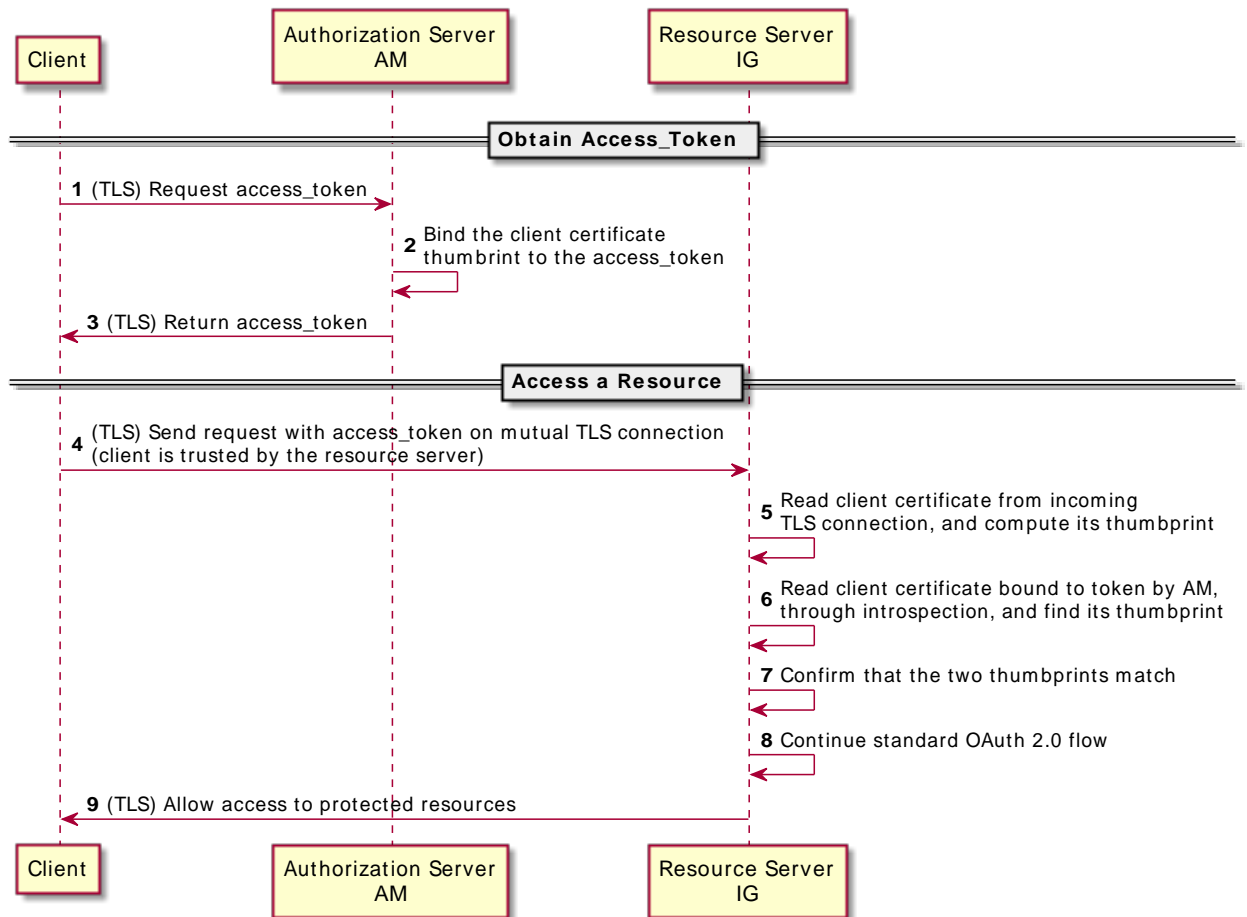 Client
Authorization Server
AM
Resource Server
IG
Obtain Access_Token
1 (TLS) Request access_token
2 Bind the client certificate
thumbrint to the access_token
3 (TLS) Return access_token
Access a Resource
4 (TLS) Send request with access_token on mutual TLS connection
(client is trusted by the resource server)
5 Read client certificate from incoming
TLS connection, and compute its thumbprint
6 Read client certificate bound to token by AM,
through introspection, and find its thumbprint
7 Confirm that the two thumbprints match
8 Continue standard OAuth 2.0 flow
9 (TLS) Allow access to protected resources
Client
Authorization Server
AM
Resource Server
IG